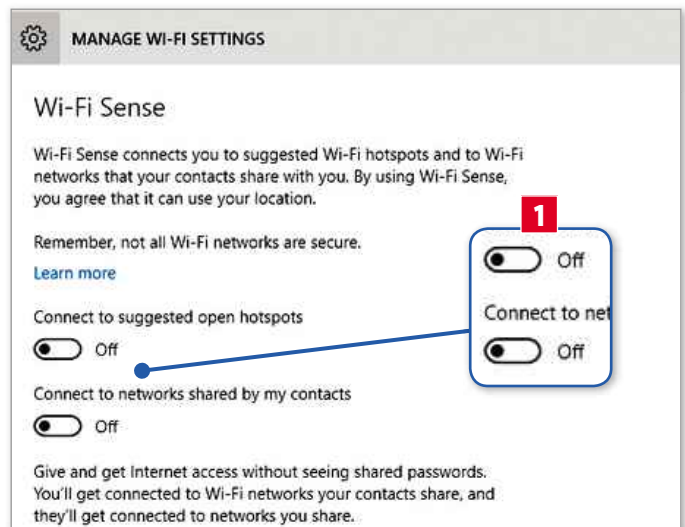 MANAGE WI-FI SETTINGS
Wi-Fi Sense
Wi-Fi Sense connects you to suggested Wi-Fi hotspots and to Wi-Fi
networks that your contacts share with you. By using Wi-Fi Sense,
you agree that it can use your location.
Remember, not all Wi-Fi networks are secure.
Learn more
Connect to suggested open hotspots
Off
Connect to networks shared by my contacts
Off
Give and get Internet access without seeing shared passwords.
You'll get connected to Wi-Fi networks your contacts share, and
they'll get connected to networks you share.
1
Off
Connect to net
Off